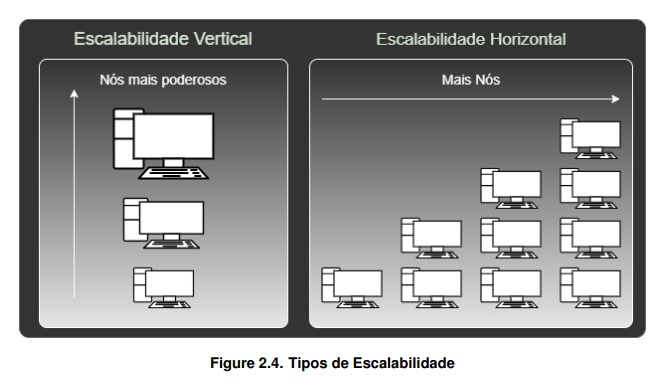 Escalabilidade Vertical
Nós mais poderosos
Escalabilidade Horizontal
Mais Nós
Figure 2.4. Tipos de Escalabilidade